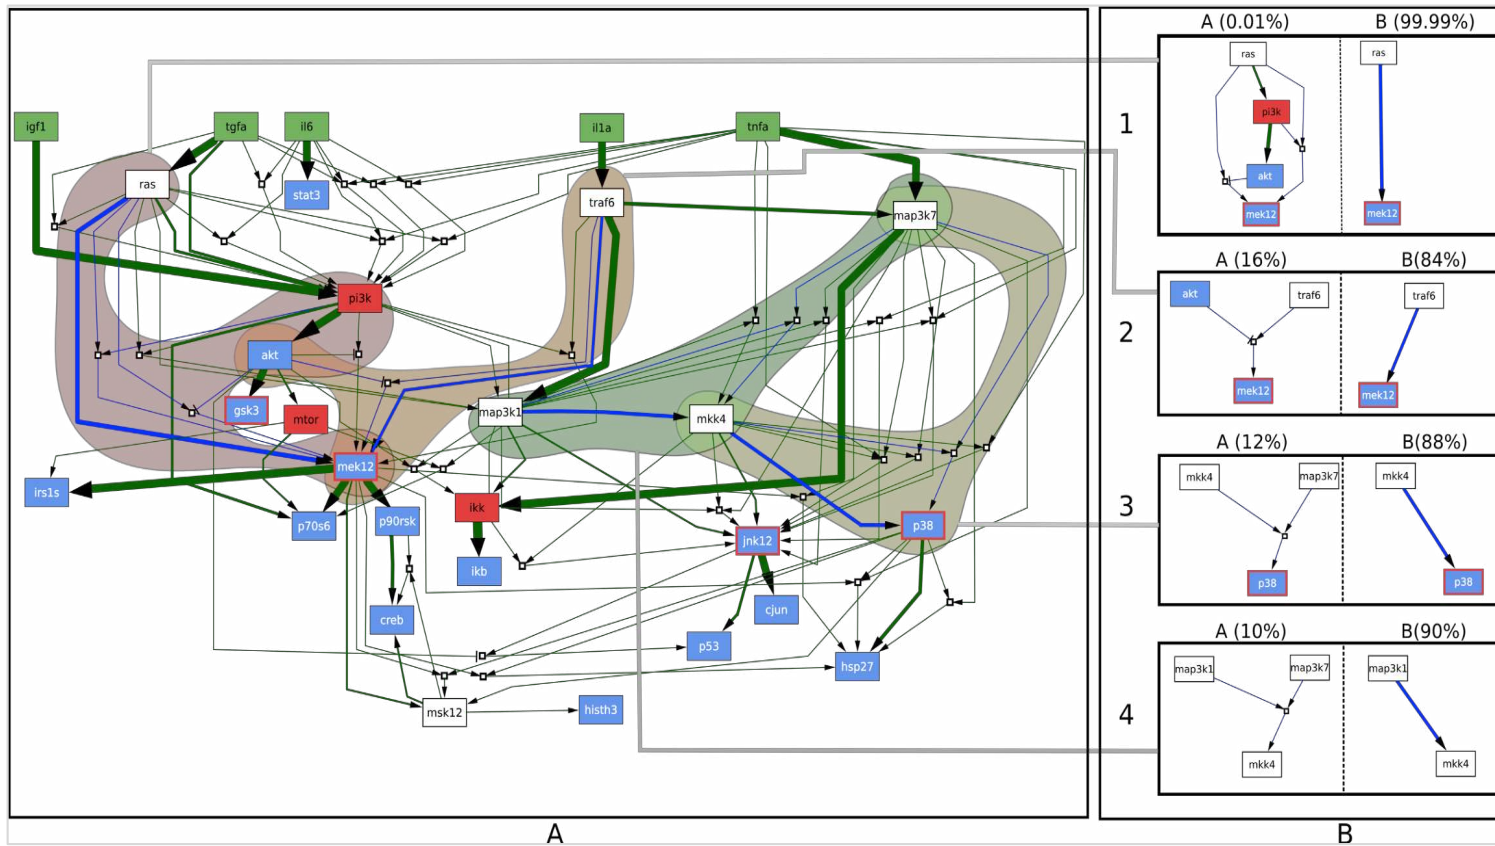 igf1
tgfa
il6
il1a
tnfa
ras
stat3
traf6
map3k7
pi3k
akt
gsk3
mtor
map3k1
mkk4
mek12
irs1s
p70s6
p90rsk
ikk
jnk12
p38
ikb
creb
cjun
p53
hsp27
msk12
histh3
A
A (0.01%) B (99.99%)
1
ras
ras
pi3k
akt
mek12
mek12
A (16%) B(84%)
2
akt
traf6
traf6
mek12
mek12
A (12%) B(88%)
3
mkk4
map3k7
mkk4
p38
p38
A (10%) B(90%)
4
map3k1
map3k7
map3k1
mkk4
mkk4
B